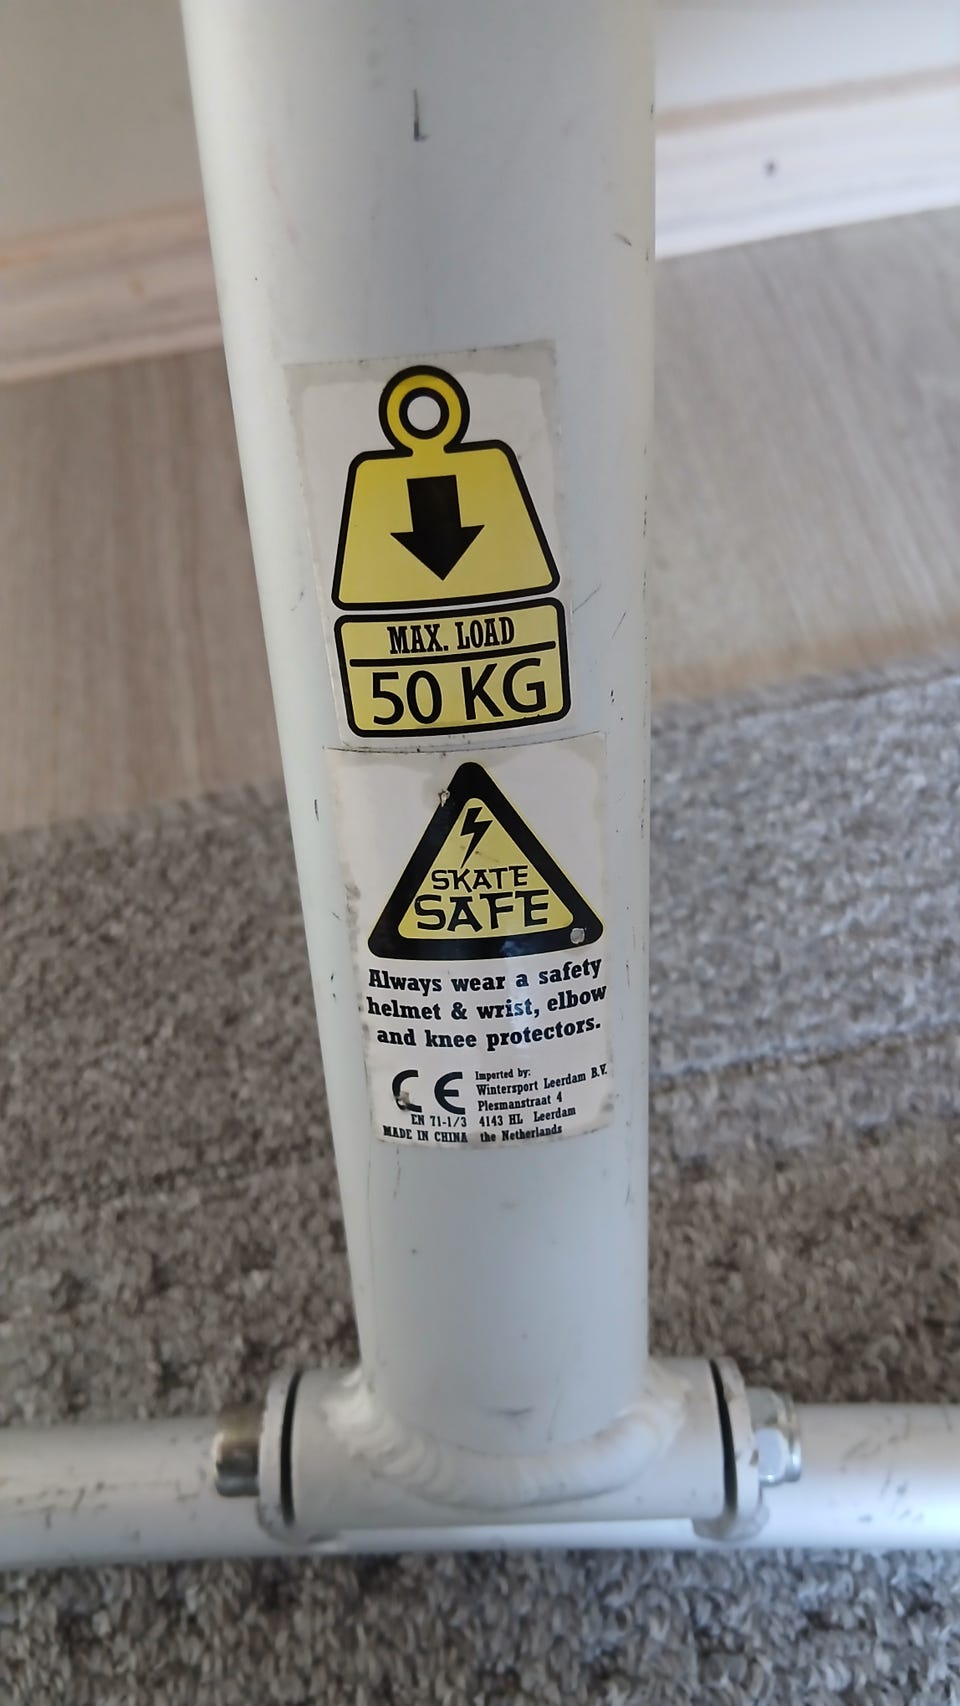 MAX. LOAD
50 KG
SKATE
SAFE
Always wear a safety
helmet & wrist, elbow
and knee protectors.
CE
EN 71-1/3
MADE IN CHINA
Imported by:
Wintersport Leerdam B.V.
Plesmanstraat 4
4143 HL Leerdam
the Netherlands